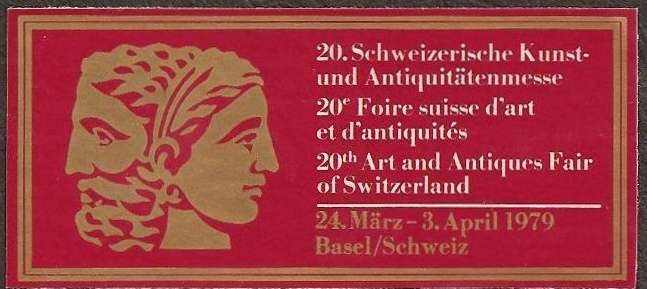 20. Schweizerische Kunst-
und Antiquitätenmesse
20e Foire suisse d'art
et d'antiquités
20th Art and Antiques Fair
of Switzerland
24. März – 3. April 1979
Basel/Schweiz